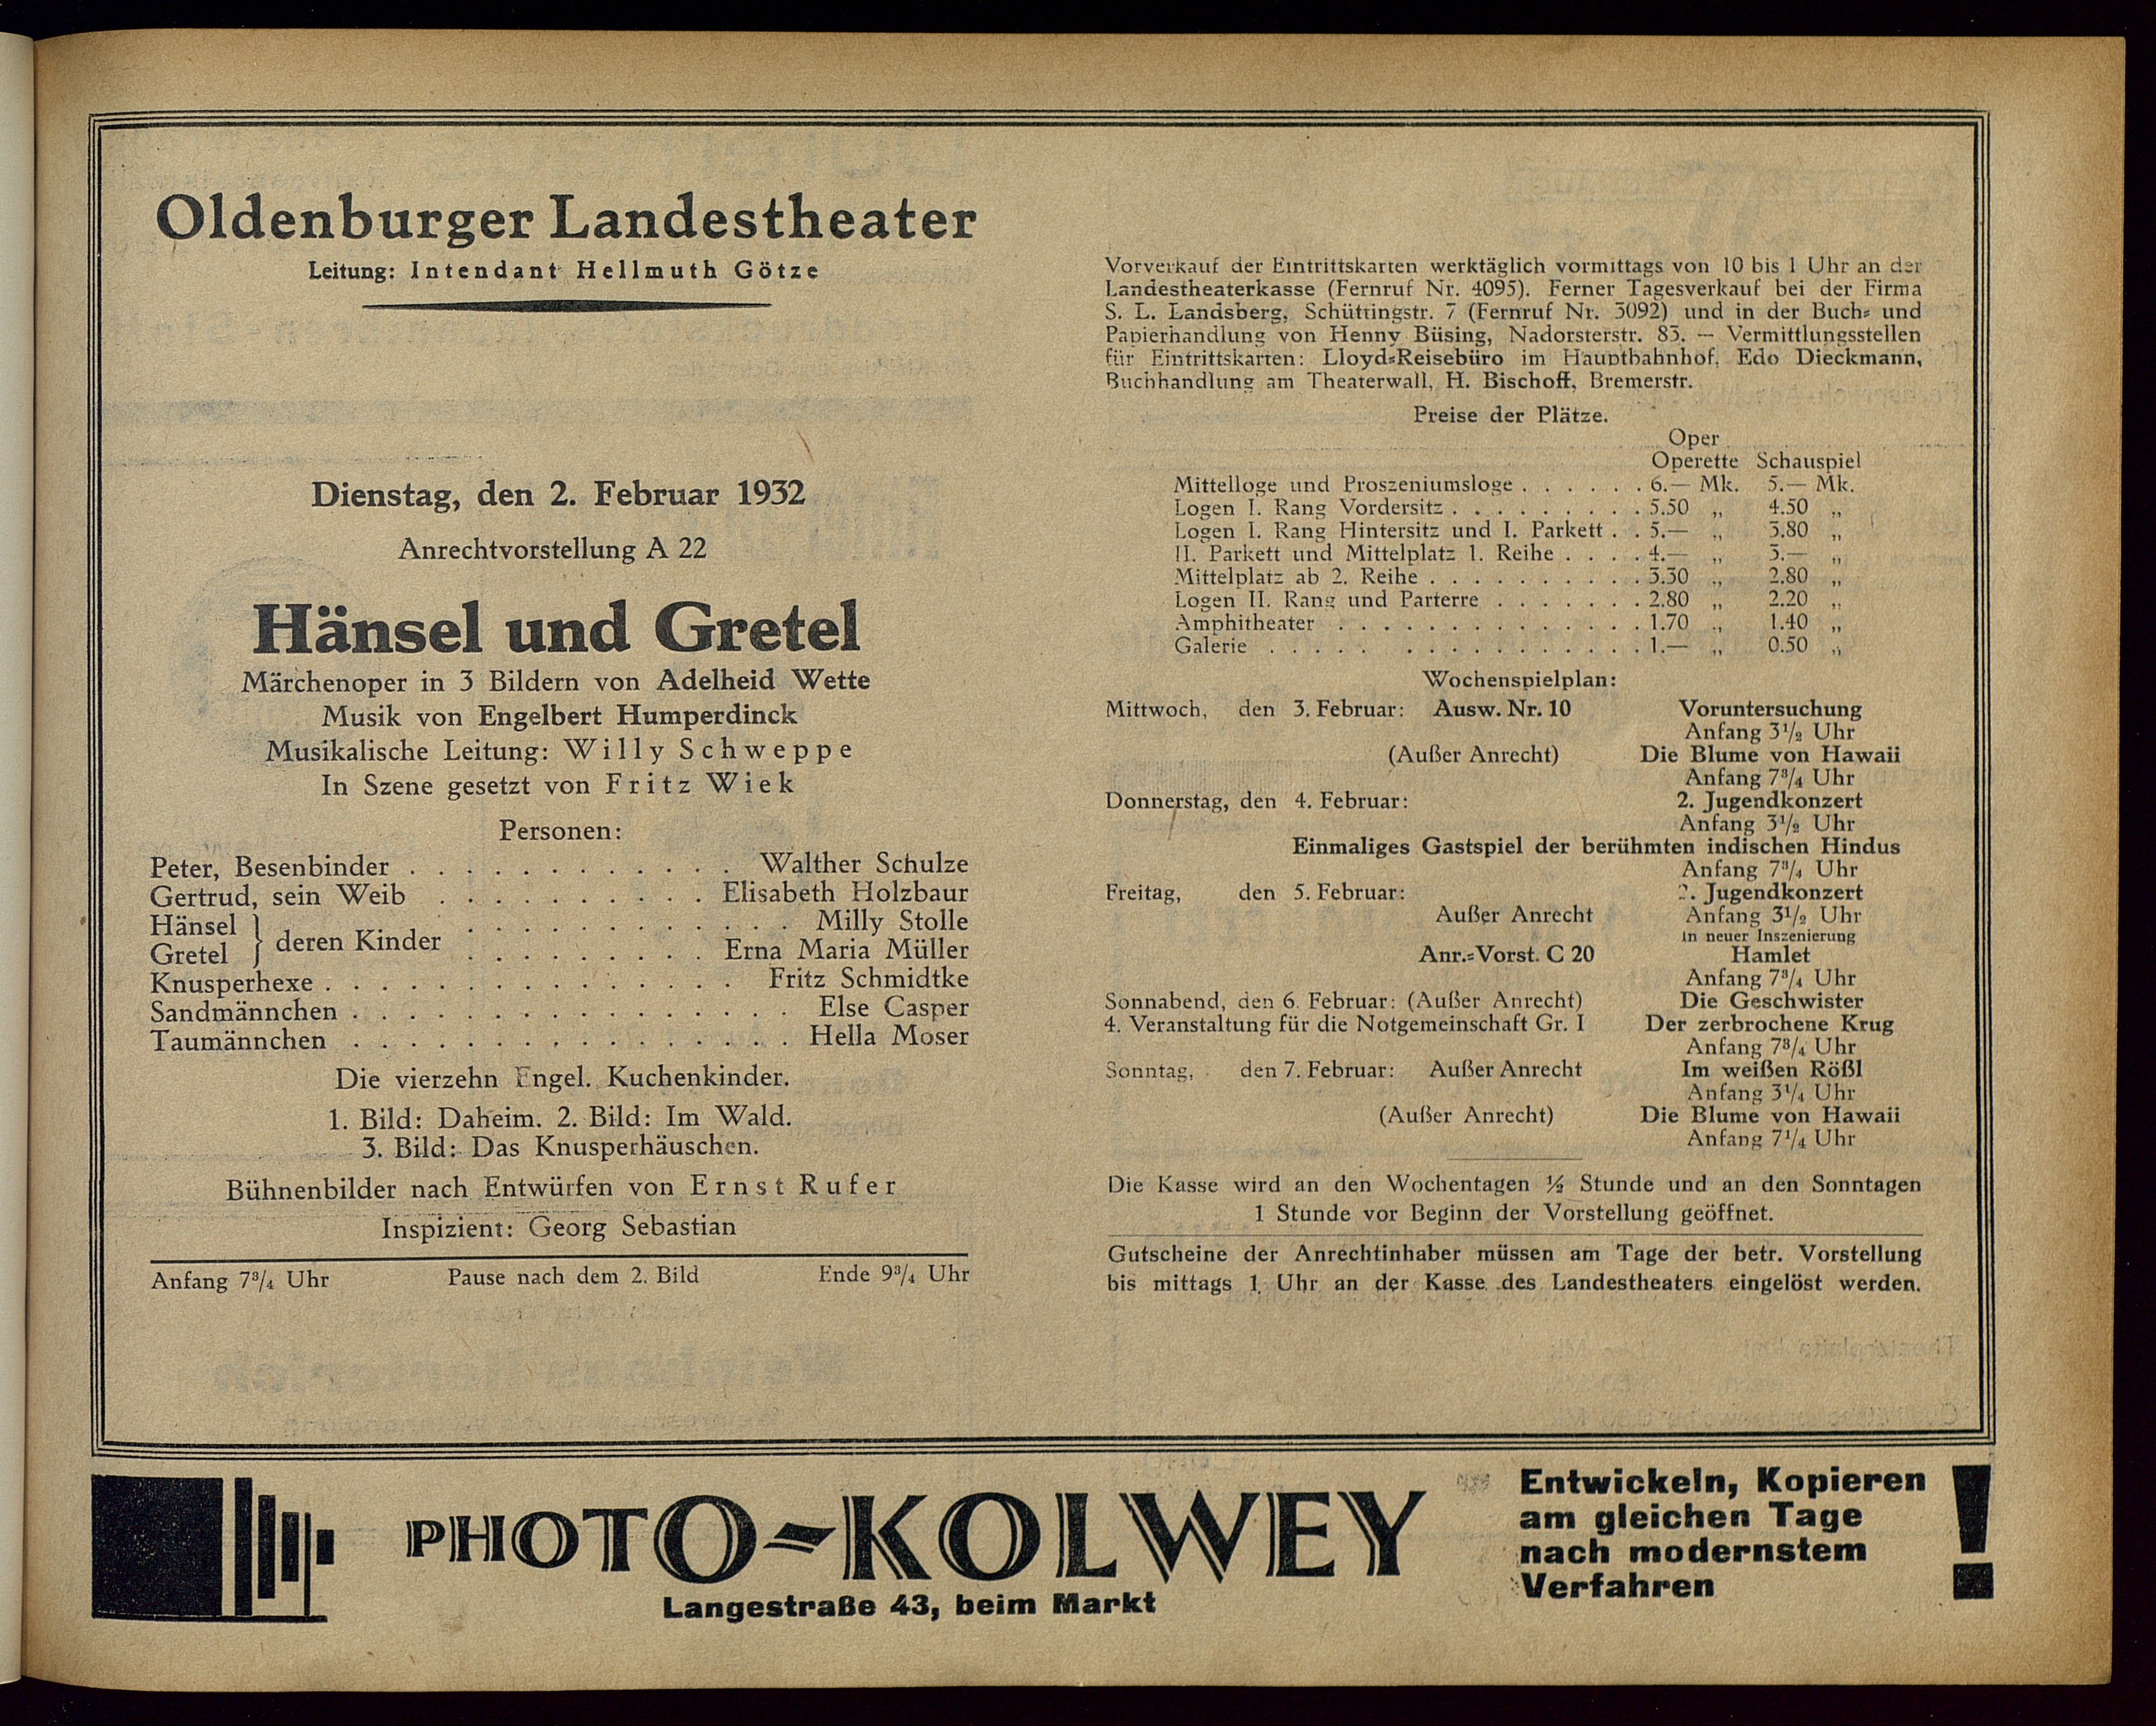 Oldenburger Landestheater
Leitung: Intendant Hellmuth Götze
Dienstag, den 2. Februar 1932
Anrechtvorstellung A 22
Hänsel und Gretel
Märchenoper in 3 Bildern von Adelheid Wette
Musik von Engelbert Humperdinck
Musikalische Leitung: Willy Schweppe
In Szene gesetzt von Fritz Wiek
Personen:
Peter, Besenbinder . . . . . . . . . . . . Walther Schulze
Gertrud, sein Weib . . . . . . . . . . Elisabeth Holzbaur
Hänsel } deren Kinder . . . . . . . . . . . . Milly Stolle
Gretel } . . . . . . . . . Erna Maria Müller
Knusperhexe . . . . . . . . . . . . . . . Fritz Schmidtke
Sandmännchen . . . . . . . . . . . . . . . . Else Casper
Taumännchen . . . . . . . . . . . . . . . . Hella Moser
Die vierzehn Engel. Kuchenkinder.
1. Bild: Daheim. 2. Bild: Im Wald.
3. Bild: Das Knusperhäuschen.
Bühnenbilder nach Entwürfen von Ernst Rufer
Inspizient: Georg Sebastian
Anfang 7³/₄ Uhr Pause nach dem 2. Bild Ende 9³/₄ Uhr
Vorverkauf der Eintrittskarten werktäglich vormittags von 10 bis 1 Uhr an der
Landestheaterkasse (Fernruf Nr. 4095). Ferner Tagesverkauf bei der Firma
S. L. Landsberg, Schüttingstr. 7 (Fernruf Nr. 3092) und in der Buch- und
Papierhandlung von Henny Büsing, Nadorsterstr. 83. — Vermittlungsstellen
für Eintrittskarten: Lloyd-Reisebüro im Hauptbahnhof, Edo Dieckmann,
Buchhandlung am Theaterwall, H. Bischoff, Bremerstr.
Preise der Plätze.
Oper
Operette Schauspiel
Mittelloge und Proszeniumsloge . . . . . . 6.— Mk. 5.— Mk.
Logen I. Rang Vordersitz . . . . . . . . . 5.50 „ 4.50 „
Logen I. Rang Hintersitz und I. Parkett . . 5.— „ 3.80 „
II. Parkett und Mittelplatz 1. Reihe . . . . 4.— „ 3.— „
Mittelplatz ab 2. Reihe . . . . . . . . . . 3.30 „ 2.80 „
Logen II. Rang und Parterre . . . . . . . 2.80 „ 2.20 „
Amphitheater . . . . . . . . . . . . . . 1.70 „ 1.40 „
Galerie . . . . . . . . . . . . . . . 1.— „ 0.50 „
Wochenspielplan:
Mittwoch, den 3. Februar: Ausw. Nr. 10 Voruntersuchung
Anfang 3¹/₂ Uhr
(Außer Anrecht) Die Blume von Hawaii
Anfang 7³/₄ Uhr
Donnerstag, den 4. Februar: 2. Jugendkonzert
Anfang 3¹/₂ Uhr
Einmaliges Gastspiel der berühmten indischen Hindus
Anfang 7³/₄ Uhr
Freitag, den 5. Februar: 2. Jugendkonzert
Außer Anrecht Anfang 3¹/₂ Uhr
in neuer Inszenierung
Anr.-Vorst. C 20 Hamlet
Anfang 7³/₄ Uhr
Sonnabend, den 6. Februar: (Außer Anrecht) Die Geschwister
4. Veranstaltung für die Notgemeinschaft Gr. I Der zerbrochene Krug
Anfang 7³/₄ Uhr
Sonntag, den 7. Februar: Außer Anrecht Im weißen Rößl
Anfang 3¹/₄ Uhr
(Außer Anrecht) Die Blume von Hawaii
Anfang 7¹/₄ Uhr
Die Kasse wird an den Wochentagen ½ Stunde und an den Sonntagen
1 Stunde vor Beginn der Vorstellung geöffnet.
Gutscheine der Anrechtinhaber müssen am Tage der betr. Vorstellung
bis mittags 1 Uhr an der Kasse des Landestheaters eingelöst werden.
PHOTO-KOLWEY
Langestraße 43, beim Markt
Entwickeln, Kopieren
am gleichen Tage
nach modernstem
Verfahren !